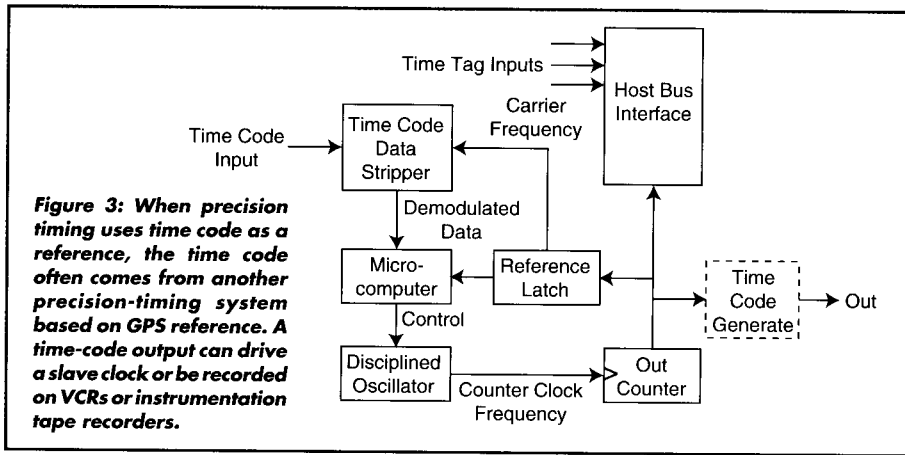 Time Tag Inputs
Host Bus
Interface
Carrier
Frequency
Time Code
Input
Time Code
Data
Stripper
Demodulated
Data
Micro-
computer
Reference
Latch
Time
Code
Generate
Out
Control
Disciplined
Oscillator
Counter Clock
Frequency
Out
Counter
Figure 3: When precision
timing uses time code as a
reference, the time code
often comes from another
precision-timing system
based on GPS reference. A
time-code output can drive
a slave clock or be recorded
on VCRs or instrumentation
tape recorders.